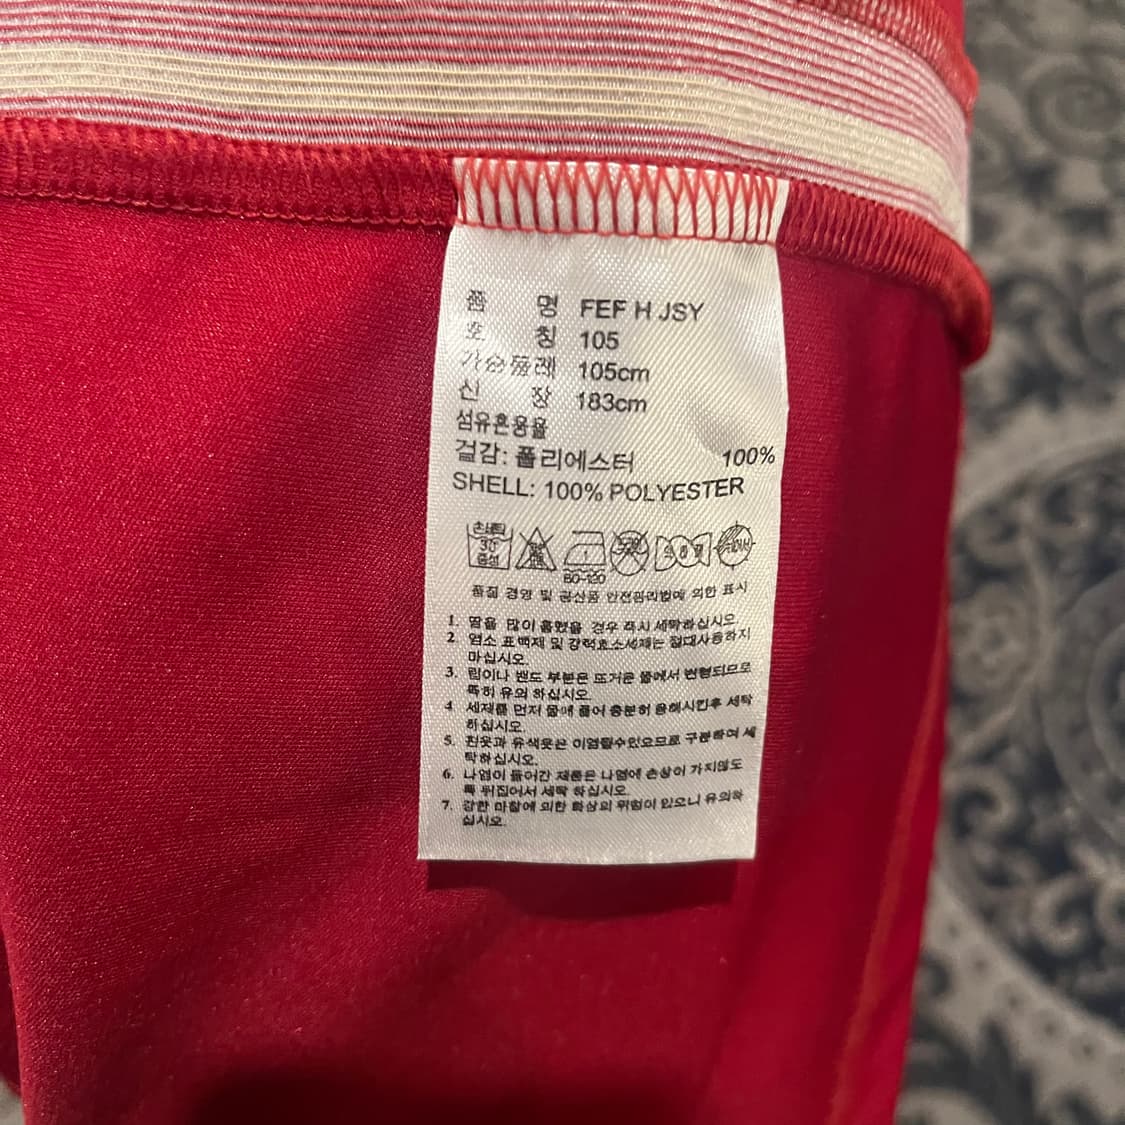 품 명 FEF H JSY
호 칭 105
가슴둘레 105cm
신 장 183cm
섬유혼용율
겉감: 폴리에스터 100%
SHELL: 100% POLYESTER
손세탁
30° 중성
80-120
품질 경영 및 공산품 안전관리법에 의한 표시
1. 땀을 많이 흘렸을 경우 즉시 세탁하십시오.
2 염소 표백제 및 강력효소세제는 절대사용하지
마십시오.
3. 립이나 밴드 부분은 뜨거운 물에서 변형되므로
특히 유의 하십시오.
4. 세제를 먼저 물에 풀어 충분히 용해시킨후 세탁
하십시오.
5. 흰옷과 유색옷은 이염될수있으므로 구분하여 세
탁하십시오.
6. 나염이 들어간 제품은 나염에 손상이 가지않도
록 뒤집어서 세탁 하십시오.
7. 강한 마찰에 의한 화상의 위험이 있으니 유의하
십시오.